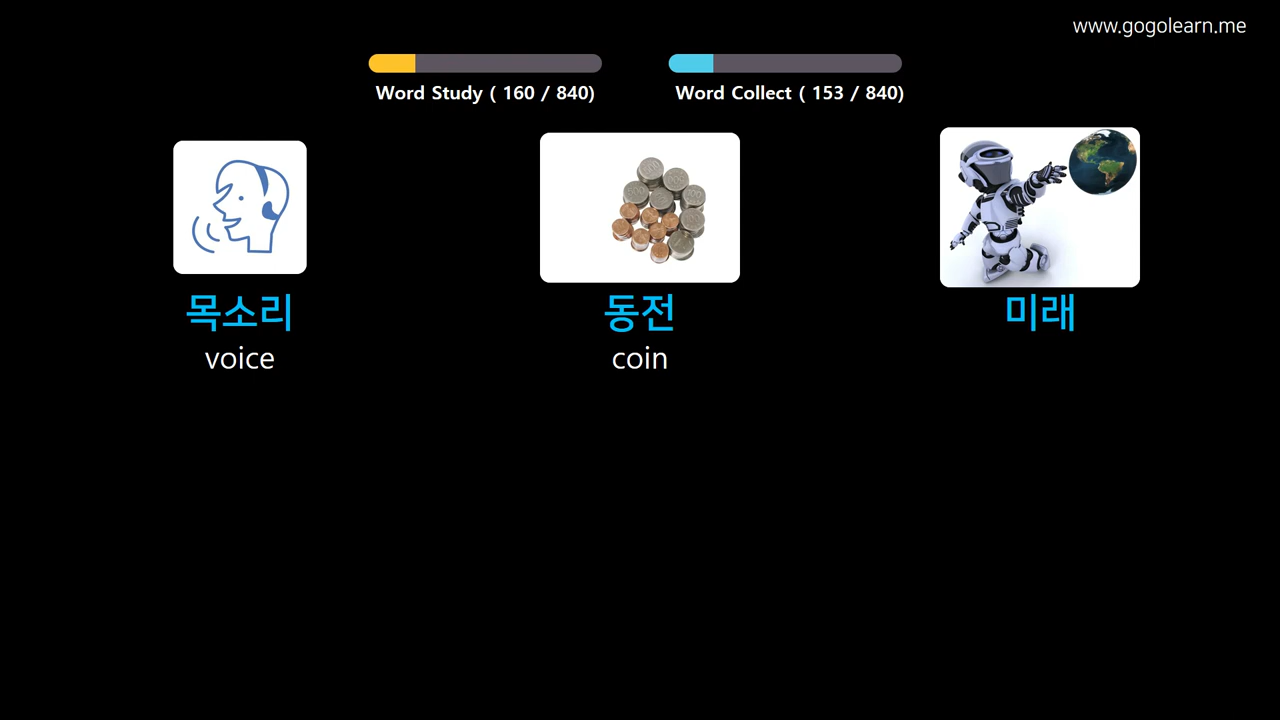 www.gogolearn.me
Word Study ( 160 / 840)
Word Collect ( 153 / 840)
목소리
동전
미래
voice
coin